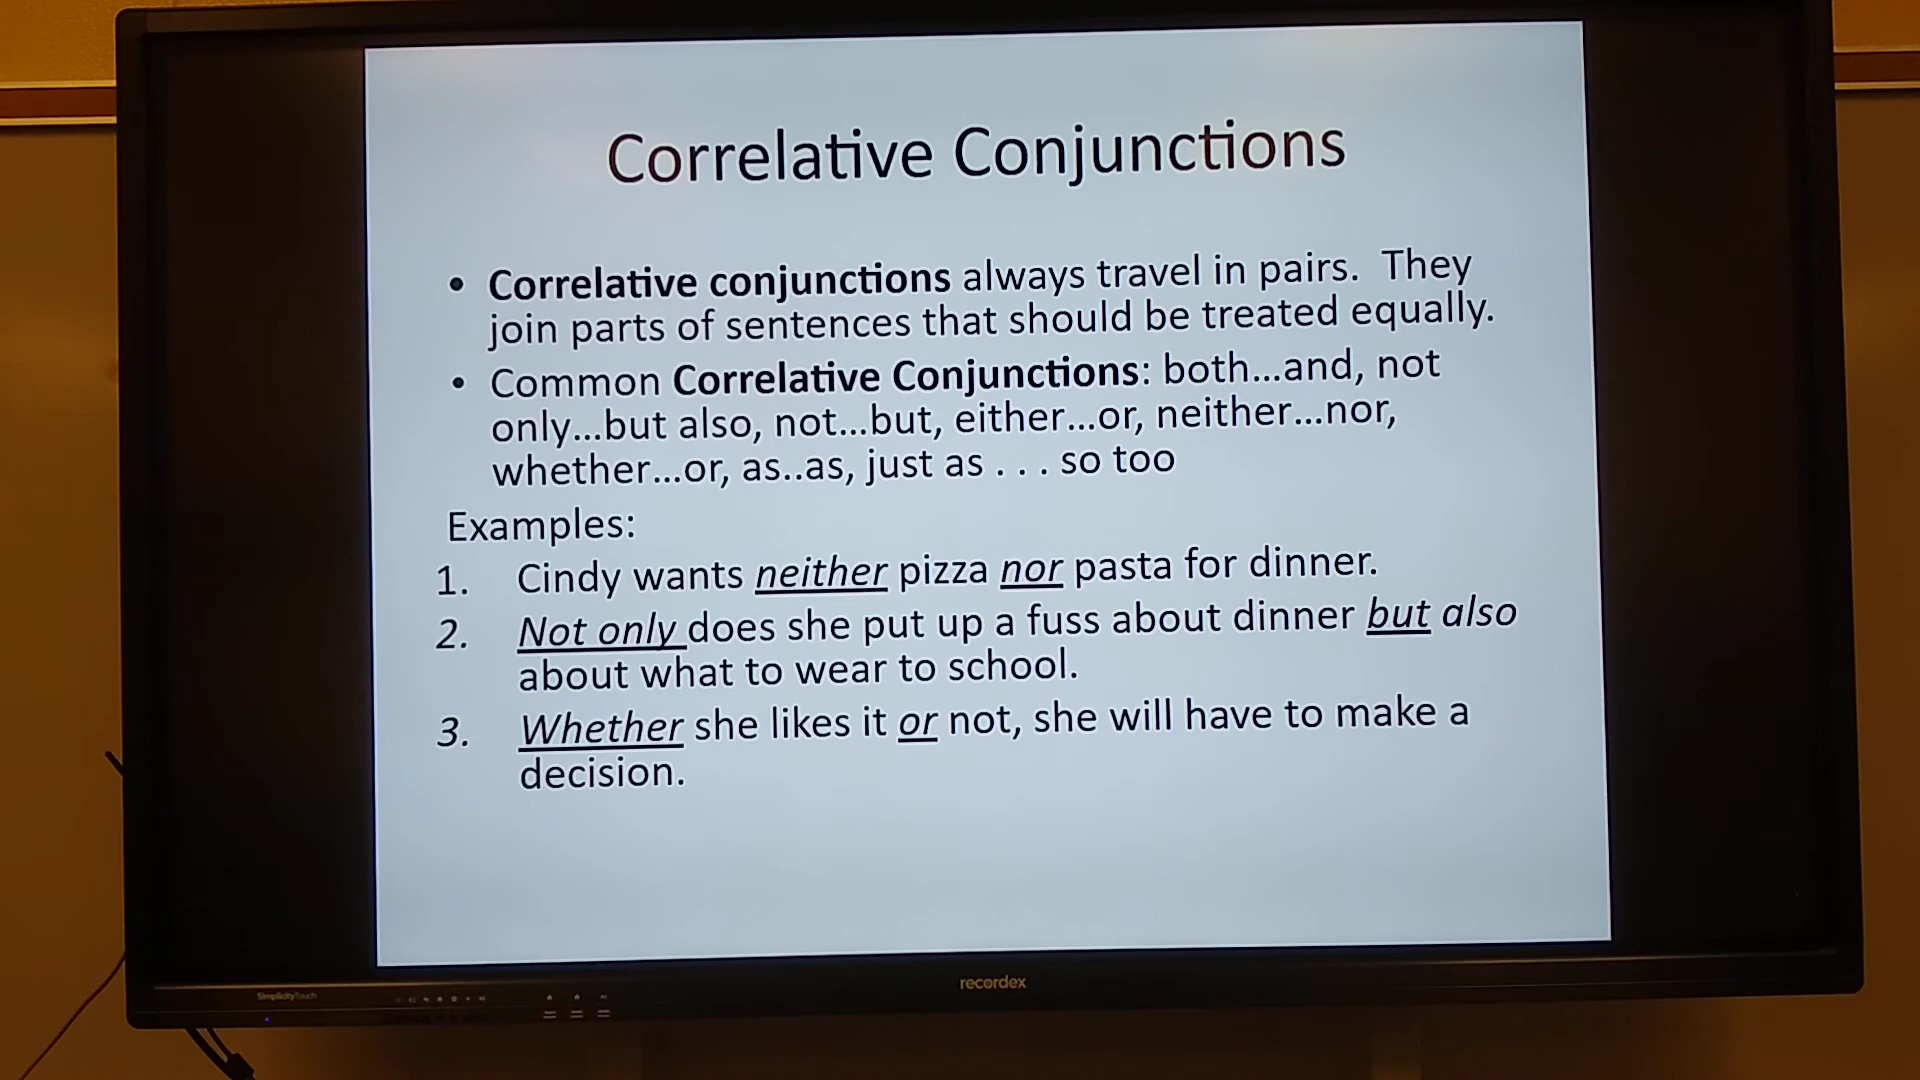 Correlative Conjunctions
• Correlative conjunctions always travel in pairs. They
join parts of sentences that should be treated equally.
• Common Correlative Conjunctions: both...and, not
only...but also, not...but, either...or, neither...nor,
whether...or, as..as, just as . . . so too
Examples:
1. Cindy wants neither pizza nor pasta for dinner.
2. Not only does she put up a fuss about dinner but also
about what to wear to school.
3. Whether she likes it or not, she will have to make a
decision.
SimplicityTouch
recordex